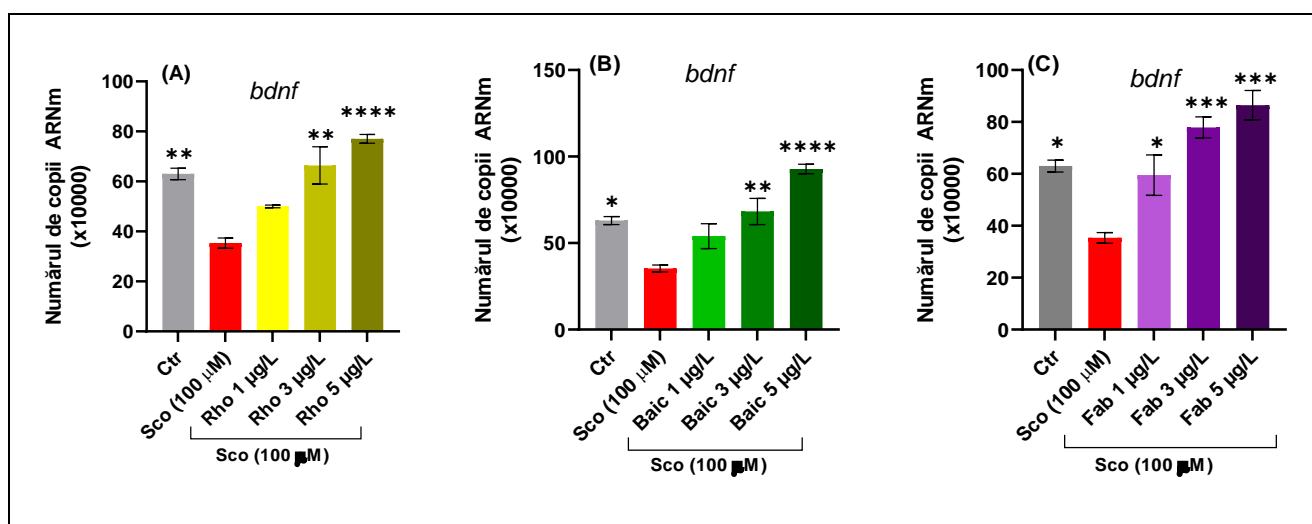 (A)
bdnf
Numărul de copii ARNm
(x10000)
100
80
60
40
20
0
**
**
****
Ctr
Sco (100 µM)
Rho 1 µg/L
Rho 3 µg/L
Rho 5 µg/L
Sco (100 µM)
(B)
bdnf
Numărul de copii ARNm
(x10000)
150
100
50
0
*
**
****
Ctr
Sco (100 µM)
Baic 1 µg/L
Baic 3 µg/L
Baic 5 µg/L
Sco (100 µM)
(C)
bdnf
Numărul de copii ARNm
(x10000)
100
80
60
40
20
0
*
*
***
***
Ctr
Sco (100 µM)
Fab 1 µg/L
Fab 3 µg/L
Fab 5 µg/L
Sco (100 µM)